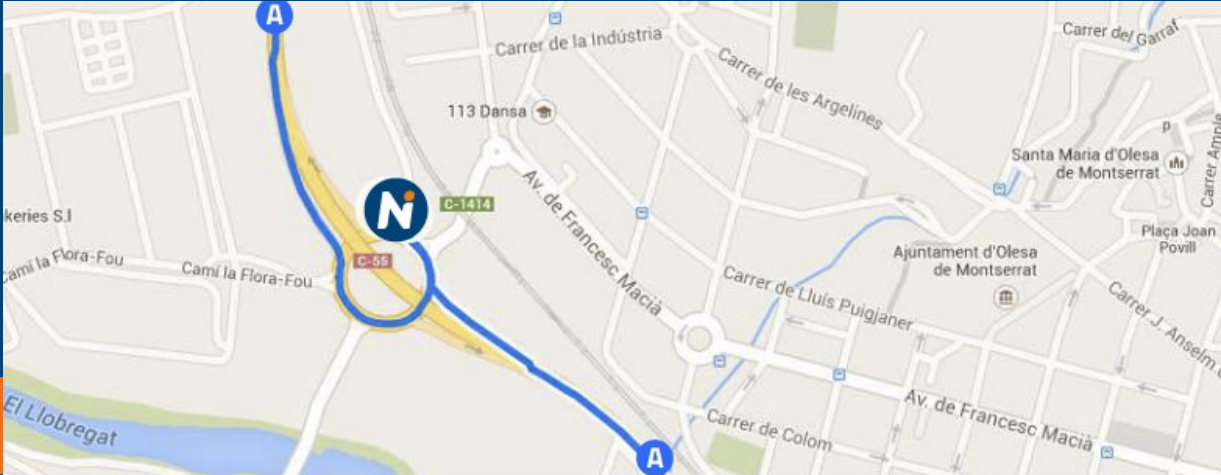 A
Carrer del Garraf
Carrer de la Indústria
Carrer de les Argelines
113 Dansa
P
Santa Maria d'Olesa
de Montserrat
Carrer Ample
Ni
C-1414
Av. de Francesc Macià
keries S.l
Plaça Joan
Povill
Ajuntament d'Olesa
de Montserrat
C-55
Camí la Flora-Fou
Camí la Flora-Fou
Carrer de Lluís Puigjaner
Carrer J. Anselm
Av. de Francesc Macià
El Llobregat
Carrer de Colom
A